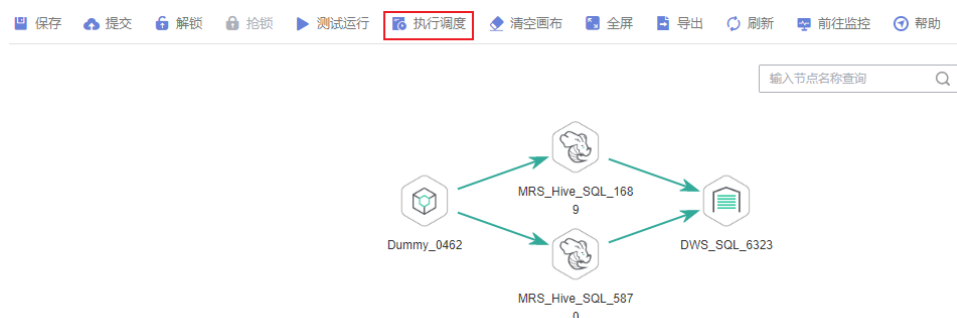 保存 提交 解锁 抢锁 测试运行 执行调度 清空画布 全屏 导出 刷新 前往监控 帮助
输入节点名称查询
MRS_Hive_SQL_168
9
Dummy_0462
DWS_SQL_6323
MRS_Hive_SQL_587
0